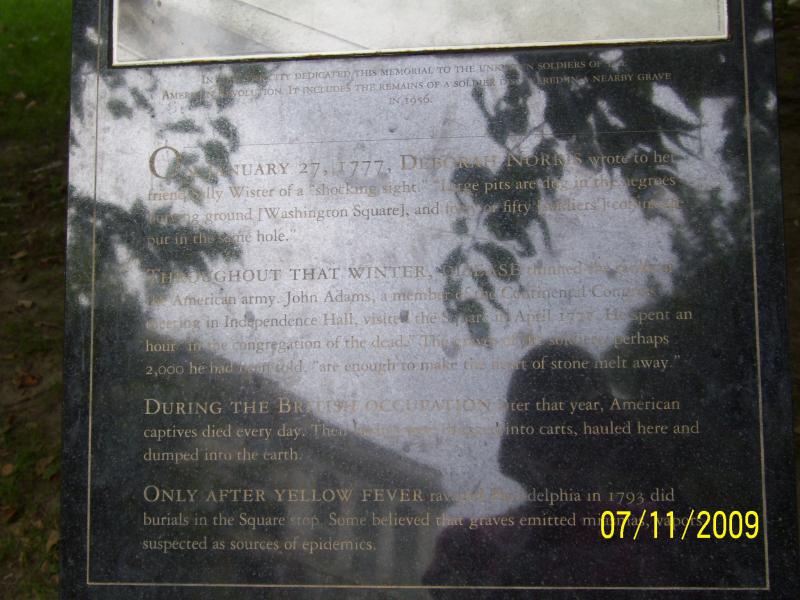 In the city dedicated this memorial to the unknown soldiers of the
American Revolution. It includes the remains of a soldier discovered in a nearby grave
in 1956.
On January 27, 1777, Deborah Norris wrote to her
friend Sally Wister of a "shocking sight." "Large pits are dug in the negroes
burying ground [Washington Square], and forty or fifty [soldiers'] coffins are
put in the same hole."
Throughout that winter, disease thinned the ranks of
the American army. John Adams, a member of the Continental Congress
meeting in Independence Hall, visited the Square in April 1777. He spent an
hour "in the congregation of the dead." The graves of the soldiers, perhaps
2,000 he had been told, "are enough to make the heart of stone melt away."
During the British occupation later that year, American
captives died every day. Their bodies were into carts, hauled here and
dumped into the earth.
Only after yellow fever ravaged Philadelphia in 1793 did
burials in the Square stop. Some believed that graves emitted miasmas, vapors
suspected as sources of epidemics.
07/11/2009